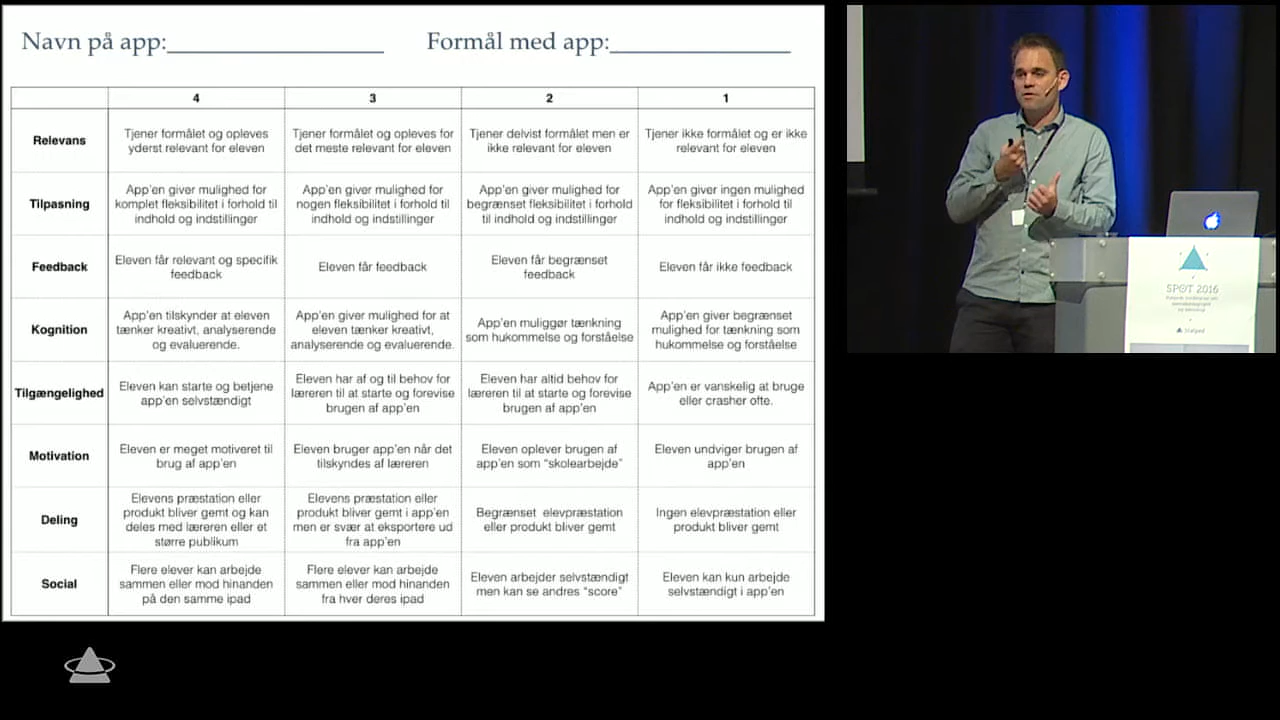 Navn på app:_________________ Formål med app:______________
4 3 2 1
Relevans
Tjener formålet og opleves
yderst relevant for eleven
Tjener formålet og opleves for
det meste relevant for eleven
Tjener delvist formålet men er
ikke relevant for eleven
Tjener ikke formålet og er ikke
relevant for eleven
Tilpasning
App'en giver mulighed for
komplet fleksibilitet i forhold til
indhold og indstillinger
App'en giver mulighed for
nogen fleksibilitet i forhold til
indhold og indstillinger
App'en giver mulighed for
begrænset fleksibilitet i forhold
til indhold og indstillinger
App'en giver ingen mulighed
for fleksibilitet i forhold til
indhold og indstillinger
Feedback
Eleven får relevant og specifik
feedback
Eleven får feedback
Eleven får begrænset
feedback
Eleven får ikke feedback
Kognition
App'en tilskynder at eleven
tænker kreativt, analyserende
og evaluerende.
App'en giver mulighed for at
eleven tænker kreativt,
analyserende og evaluerende.
App'en muliggør tænkning
som hukommelse og forståelse
App'en giver begrænset
mulighed for tænkning som
hukommelse og forståelse
Tilgængelighed
Eleven kan starte og betjene
app'en selvstændigt
Eleven har af og til behov for
læreren til at starte og forevise
brugen af app'en
Eleven har altid behov for
læreren til at starte og forevise
brugen af app'en
App'en er vanskelig at bruge
eller crasher ofte.
Motivation
Eleven er meget motiveret til
brug af app'en
Eleven bruger app'en når det
tilskyndes af læreren
Eleven oplever brugen af
app'en som "skolearbejde"
Eleven undviger brugen af
app'en
Deling
Elevens præstation eller
produkt bliver gemt og kan
deles med læreren eller et
større publikum
Elevens præstation eller
produkt bliver gemt i app'en
men er svær at eksportere ud
fra app'en
Begrænset elevpræstation
eller produkt bliver gemt
Ingen elevpræstation eller
produkt bliver gemt
Social
Flere elever kan arbejde
sammen eller mod hinanden
på den samme ipad
Flere elever kan arbejde
sammen eller mod hinanden
fra hver deres ipad
Eleven arbejder selvstændigt
men kan se andres "score"
Eleven kan kun arbejde
selvstændigt i app'en
SPOT 2016